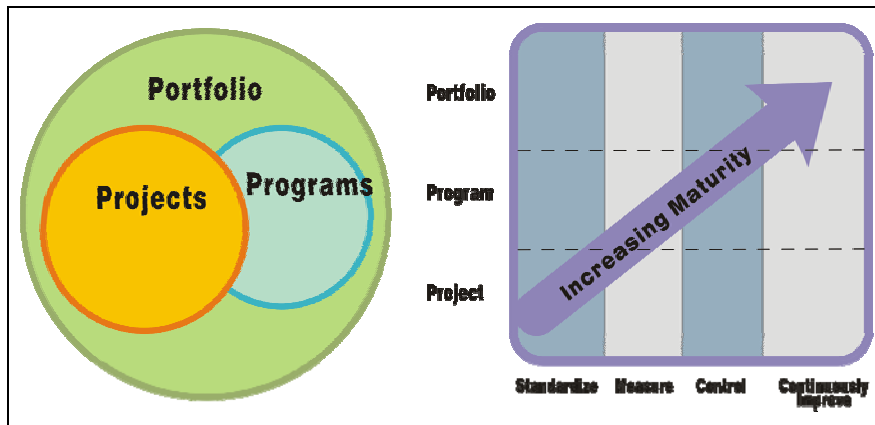 Portfolio
Projects
Programs
Portfolio
Program
Project
Increasing Maturity
Standardize
Measure
Control
Continuously
Improve